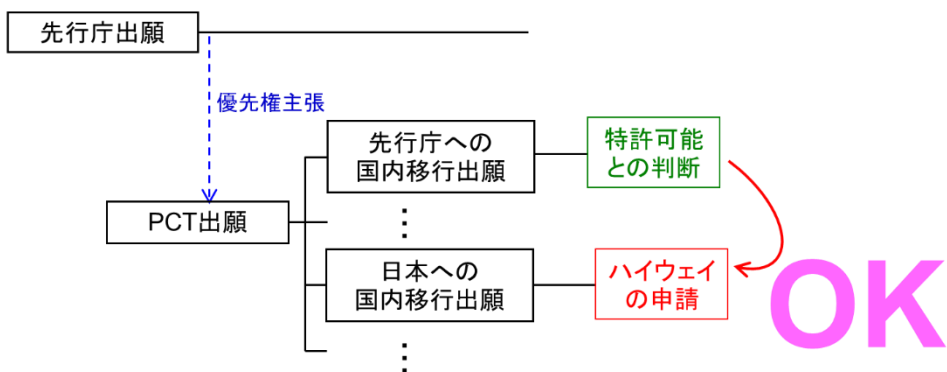 先行庁出願
優先権主張
先行庁への
国内移行出願
特許可能
との判断
PCT出願
⋮
日本への
国内移行出願
ハイウェイ
の申請
OK
⋮